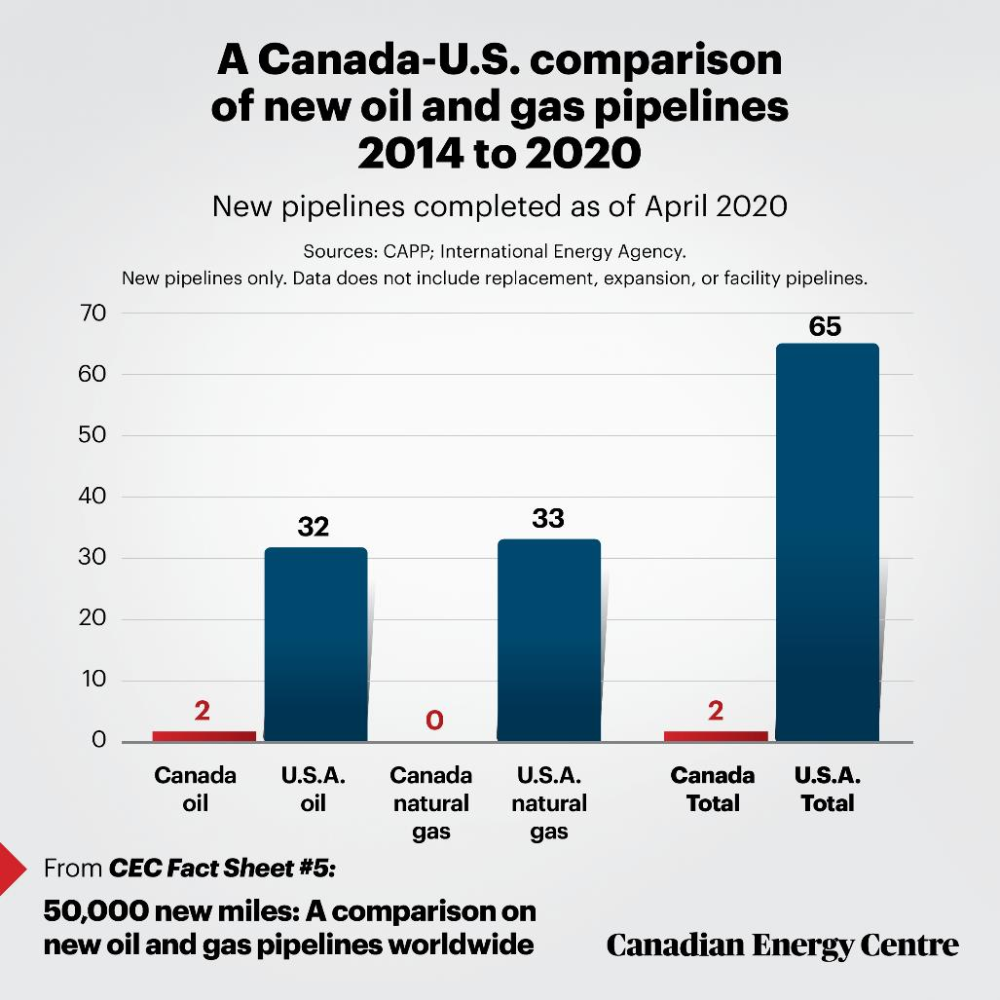 A Canada-U.S. comparison
of new oil and gas pipelines
2014 to 2020
New pipelines completed as of April 2020
Sources: CAPP; International Energy Agency.
New pipelines only. Data does not include replacement, expansion, or facility pipelines.
70
60
50
40
30
20
10
0
2
32
0
33
2
65
Canada
oil
U.S.A.
oil
Canada
natural
gas
U.S.A.
natural
gas
Canada
Total
U.S.A.
Total
From CEC Fact Sheet #5:
50,000 new miles: A comparison on
new oil and gas pipelines worldwide
Canadian Energy Centre